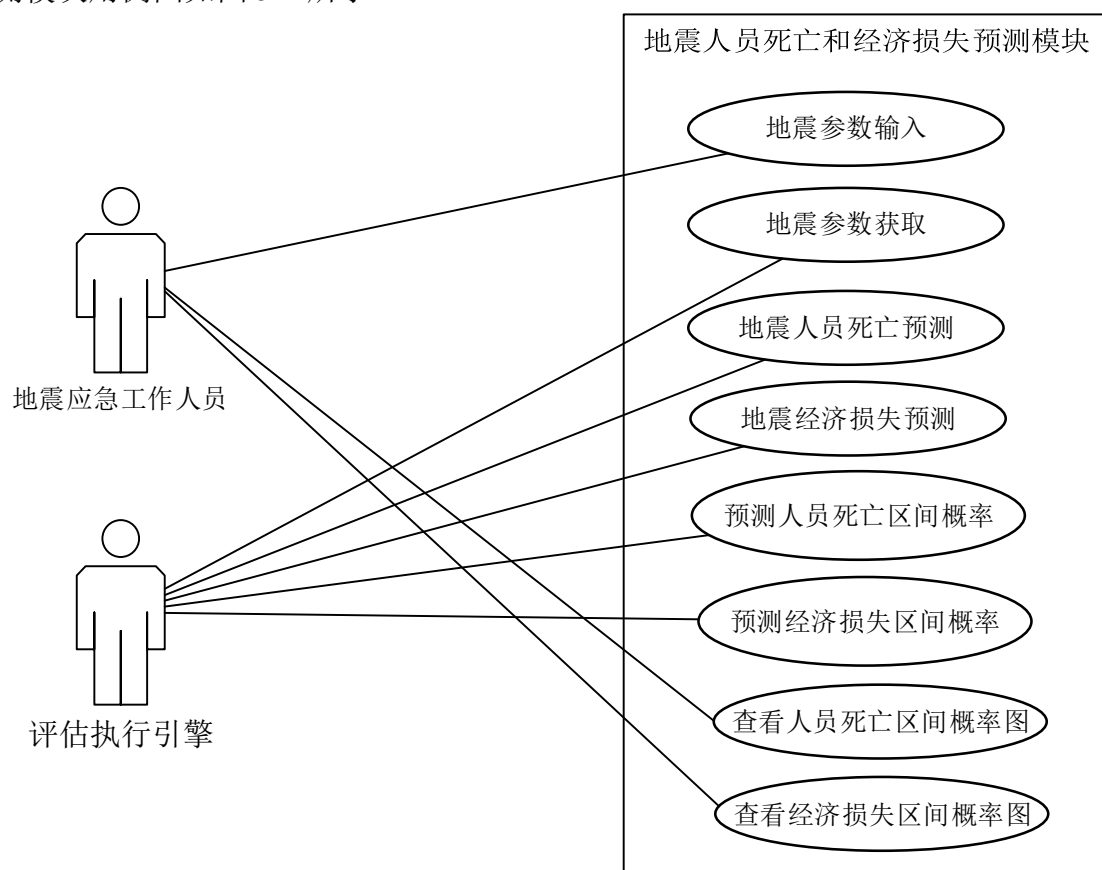 地震人员死亡和经济损失预测模块
地震参数输入
地震参数获取
地震人员死亡预测
地震应急工作人员
地震经济损失预测
预测人员死亡区间概率
预测经济损失区间概率
评估执行引擎
查看人员死亡区间概率图
查看经济损失区间概率图